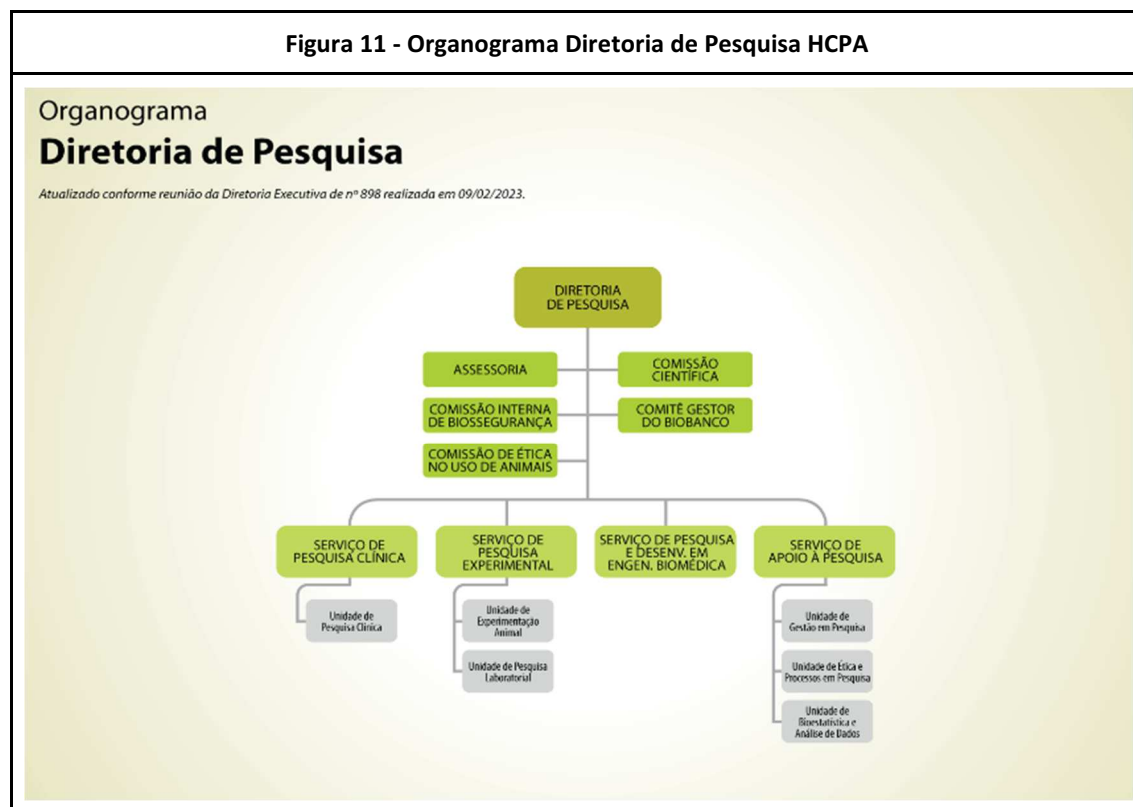 Figura 11 - Organograma Diretoria de Pesquisa HCPA
Organograma
Diretoria de Pesquisa
Atualizado conforme reunião da Diretoria Executiva de nº 898 realizada em 09/02/2023.
DIRETORIA
DE PESQUISA
ASSESSORIA
COMISSÃO
CIENTÍFICA
COMISSÃO INTERNA
DE BIOSSEGURANÇA
COMITÊ GESTOR
DO BIOBANCO
COMISSÃO DE ÉTICA
NO USO DE ANIMAIS
SERVIÇO DE
PESQUISA CLÍNICA
SERVIÇO DE
PESQUISA
EXPERIMENTAL
SERVIÇO DE PESQUISA
E DESENV. EM
ENGEN. BIOMÉDICA
SERVIÇO DE
APOIO À PESQUISA
Unidade de
Pesquisa Clínica
Unidade de
Experimentação
Animal
Unidade de Pesquisa
Laboratorial
Unidade de
Gestão em Pesquisa
Unidade de Ética e
Processos em Pesquisa
Unidade de
Bioestatística e
Análise de Dados